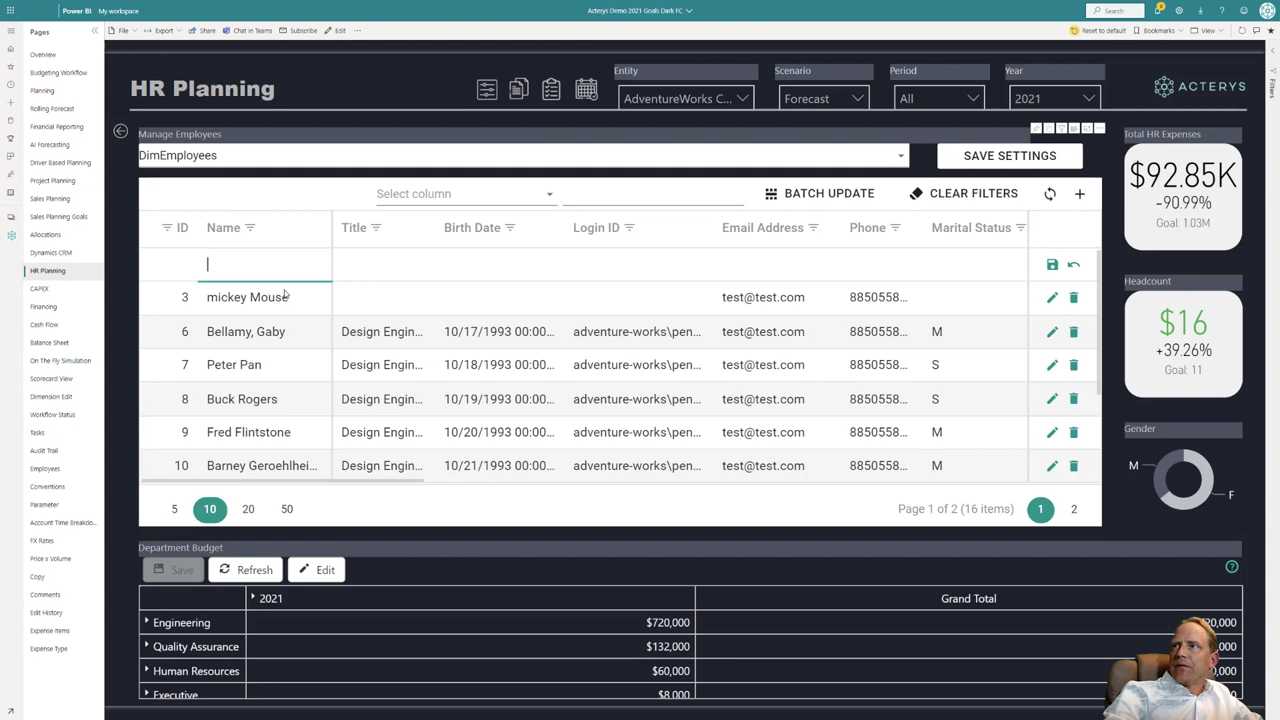 Power BI My workspace
Acterys Demo 2021 Goals Dark FC
Search
Pages
File
Export
Share
Chat in Teams
Subscribe
Edit
Reset to default
Bookmarks
View
Overview
Budgeting Workflow
Planning
Rolling Forecast
Financial Reporting
AI Forecasting
Driver Based Planning
Project Planning
Sales Planning
Sales Planning Goals
Allocations
Dynamics CRM
HR Planning
CAPEX
Financing
Cash Flow
Balance Sheet
On The Fly Simulation
Scorecard View
Dimension Edit
Workflow Status
Tasks
Audit Trail
Employees
Conventions
Parameter
Account Time Breakdo...
FX Rates
Price x Volume
Copy
Comments
Edit History
Expense Items
Expense Type
HR Planning
Entity
AdventureWorks C...
Scenario
Forecast
Period
All
Year
2021
ACTERYS
Filters
Manage Employees
DimEmployees
SAVE SETTINGS
Select column
BATCH UPDATE
CLEAR FILTERS
ID Name Title Birth Date Login ID Email Address Phone Marital Status
3 mickey Mouse test@test.com 8850558...
6 Bellamy, Gaby Design Engin... 10/17/1993 00:00... adventure-works\pen... test@test.com 8850558... M
7 Peter Pan Design Engin... 10/18/1993 00:00... adventure-works\pen... test@test.com 8850558... S
8 Buck Rogers Design Engin... 10/19/1993 00:00... adventure-works\pen... test@test.com 8850558... S
9 Fred Flintstone Design Engin... 10/20/1993 00:00... adventure-works\pen... test@test.com 8850558... M
10 Barney Geroehlhei... Design Engin... 10/21/1993 00:00... adventure-works\pen... test@test.com 8850558... M
5 10 20 50
Page 1 of 2 (16 items) 1 2
Total HR Expenses
$92.85K
-90.99%
Goal: 1.03M
Headcount
$16
+39.26%
Goal: 11
Gender
M
F
Department Budget
Save
Refresh
Edit
2021 Grand Total
Engineering $720,000 20,000
Quality Assurance $132,000 2,000
Human Resources $60,000
Executive $8,000